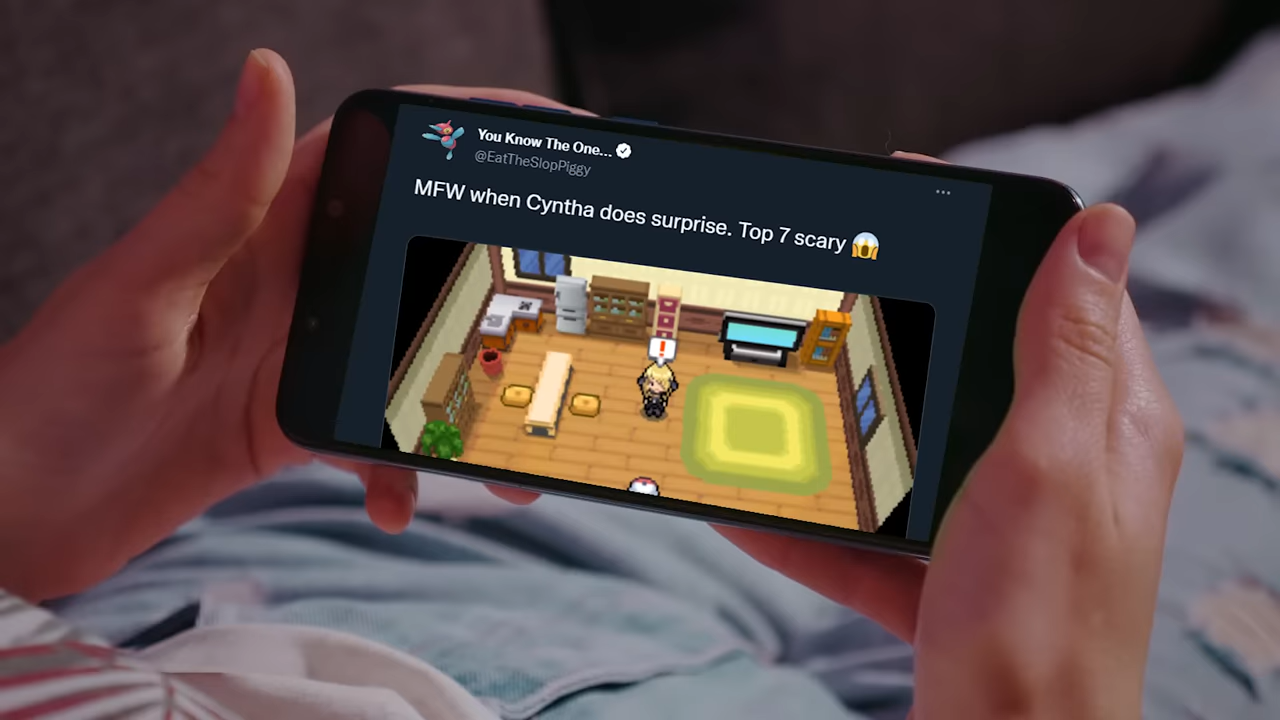 You Know The One...
@EatTheSlopPiggy
MFW when Cyntha does surprise. Top 7 scary 😱
!